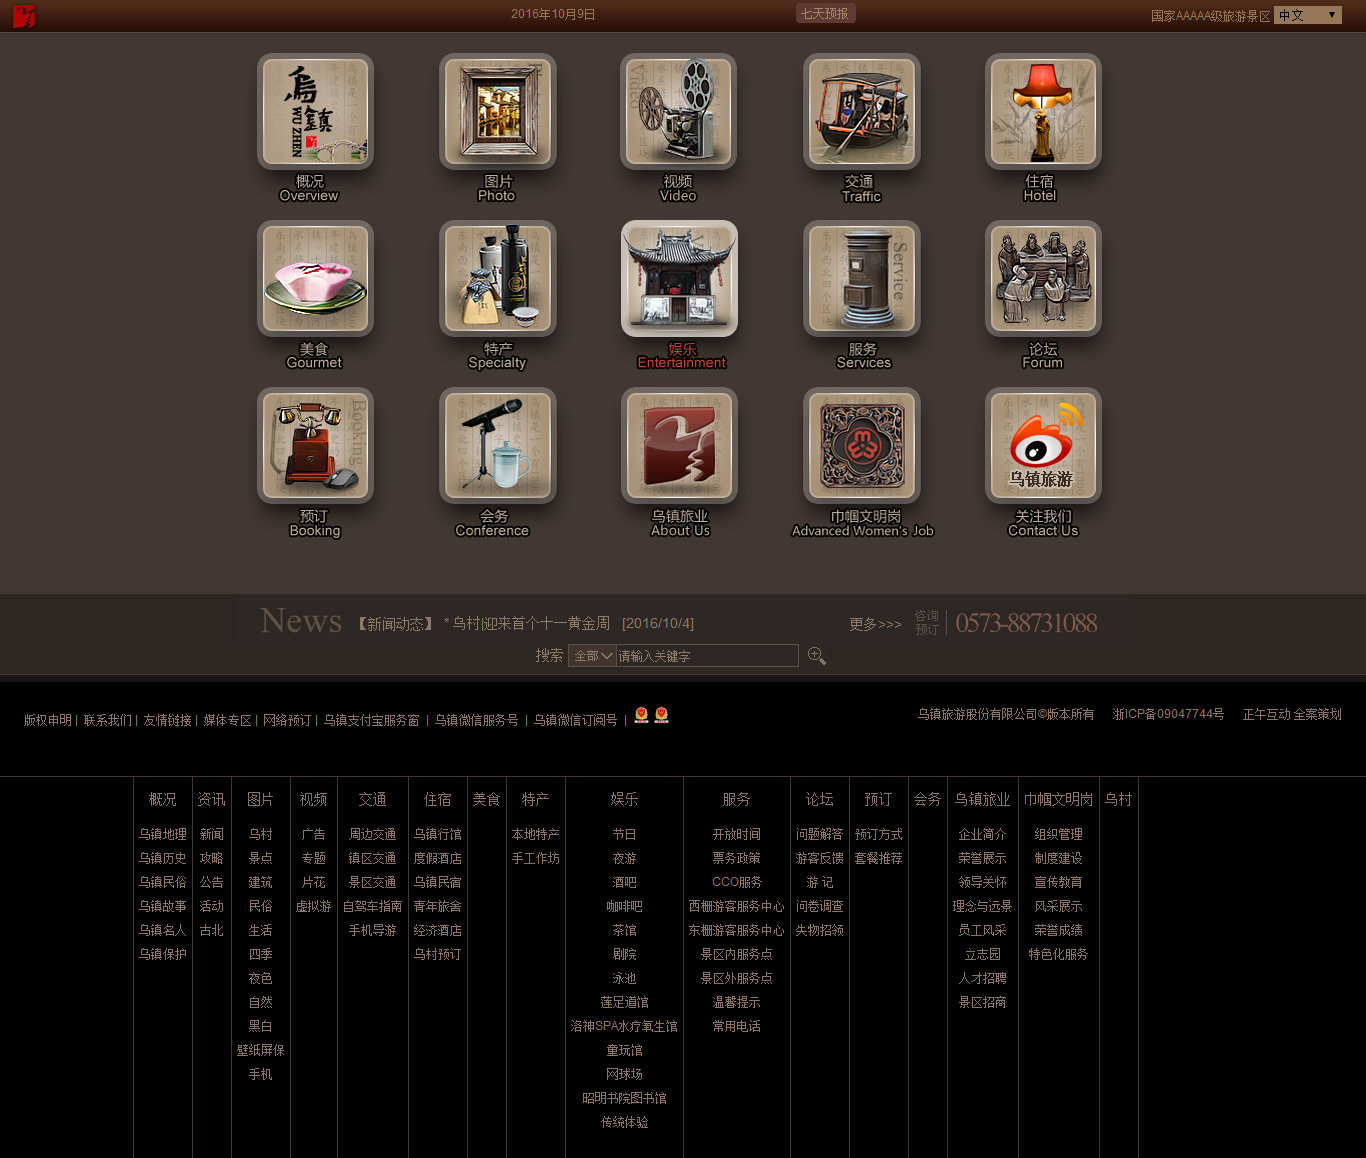 2016年10月9日
七天预报
国家AAAAA级旅游景区 中文
乌镇
WU ZHEN
Video
概况
Overview
图片
Photo
视频
Video
交通
Traffic
住宿
Hotel
Service
美食
Gourmet
特产
Specialty
娱乐
Entertainment
服务
Services
论坛
Forum
Booking
乌镇旅游
预订
Booking
会务
Conference
乌镇旅业
About Us
巾帼文明岗
Advanced Women's Job
关注我们
Contact Us
News 【新闻动态】 * 乌村|迎来首个十一黄金周 [2016/10/4] 更多>>> 咨询预订 0573-88731088
搜索 全部 请输入关键字
版权申明 | 联系我们 | 友情链接 | 媒体专区 | 网络预订 | 乌镇支付宝服务窗 | 乌镇微信服务号 | 乌镇微信订阅号 |
乌镇旅游股份有限公司©版本所有 浙ICP备09047744号 正午互动 全案策划
概况 资讯 图片 视频 交通 住宿 美食 特产 娱乐 服务 论坛 预订 会务 乌镇旅业 巾帼文明岗 乌村
乌镇地理 新闻 乌村 广告 周边交通 乌镇行馆 本地特产 节日 开放时间 问题解答 预订方式 企业简介 组织管理
乌镇历史 攻略 景点 专题 镇区交通 度假酒店 手工作坊 夜游 票务政策 游客反馈 套餐推荐 荣誉展示 制度建设
乌镇民俗 公告 建筑 片花 景区交通 乌镇民宿 酒吧 CCO服务 游 记 领导关怀 宣传教育
乌镇故事 活动 民俗 虚拟游 自驾车指南 青年旅舍 咖啡吧 西栅游客服务中心 问卷调查 理念与远景 风采展示
乌镇名人 古北 生活 手机导游 经济酒店 茶馆 东栅游客服务中心 失物招领 员工风采 荣誉成绩
乌镇保护 四季 乌村预订 剧院 景区内服务点 立志园 特色化服务
夜色 泳池 景区外服务点 人才招聘
自然 莲足道馆 温馨提示 景区招商
黑白 洛神SPA水疗氧生馆 常用电话
壁纸屏保 童玩馆
手机 网球场
昭明书院图书馆
传统体验